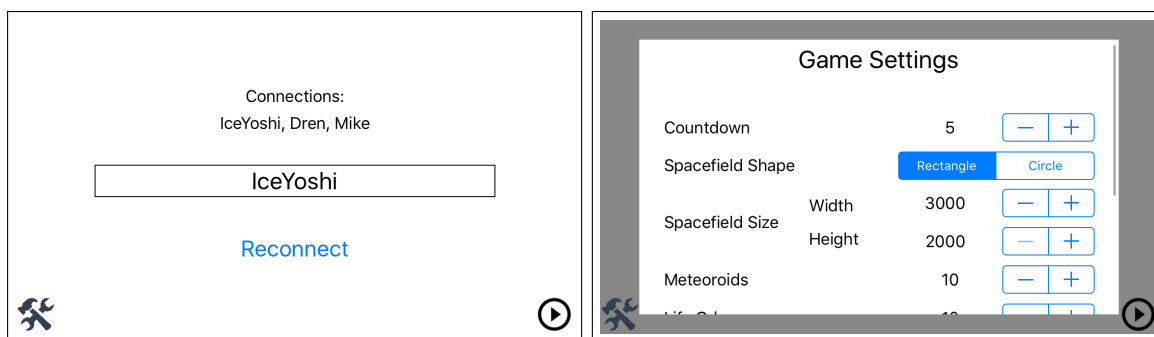 Connections:
IceYoshi, Dren, Mike
IceYoshi
Reconnect
Game Settings
Countdown 5 − +
Spacefield Shape Rectangle Circle
Spacefield Size Width 3000 − +
Height 2000 − +
Meteoroids 10 − +